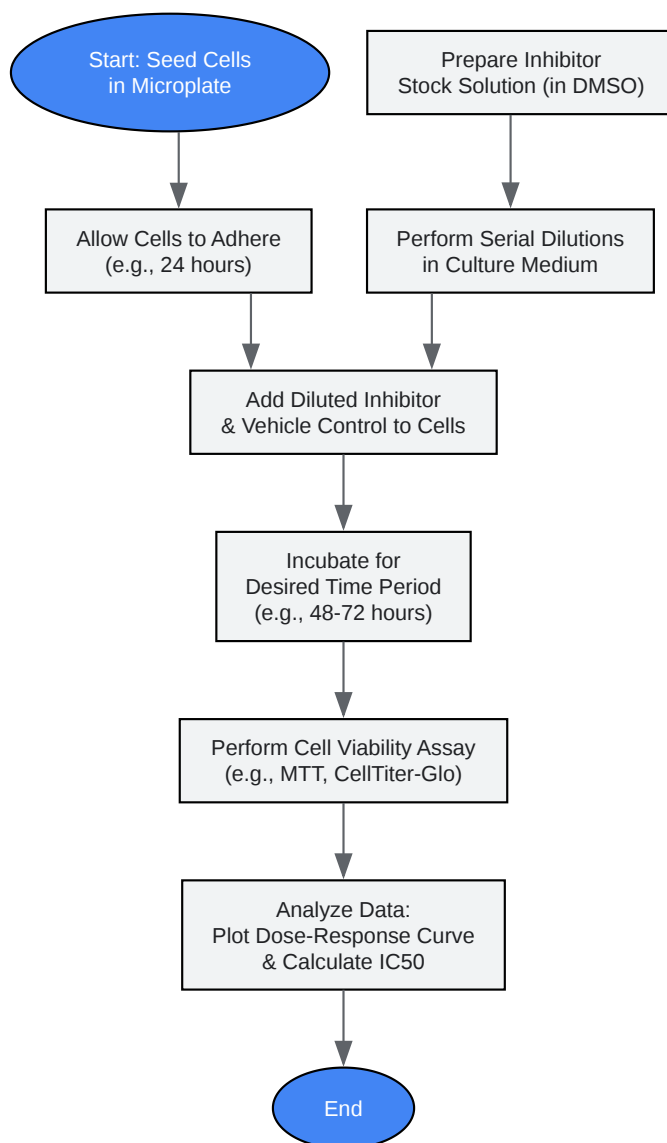 Start: Seed Cells
in Microplate
Prepare Inhibitor
Stock Solution (in DMSO)
Allow Cells to Adhere
(e.g., 24 hours)
Perform Serial Dilutions
in Culture Medium
Add Diluted Inhibitor
& Vehicle Control to Cells
Incubate for
Desired Time Period
(e.g., 48-72 hours)
Perform Cell Viability Assay
(e.g., MTT, CellTiter-Glo)
Analyze Data:
Plot Dose-Response Curve
& Calculate IC50
End